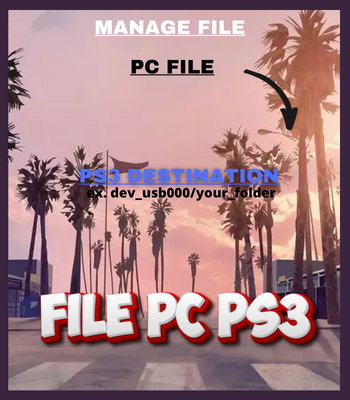 MANAGE FILE
PC FILE
PS3 DESTINATION
ex. dev_usb000/your_folder
FILE PC PS3